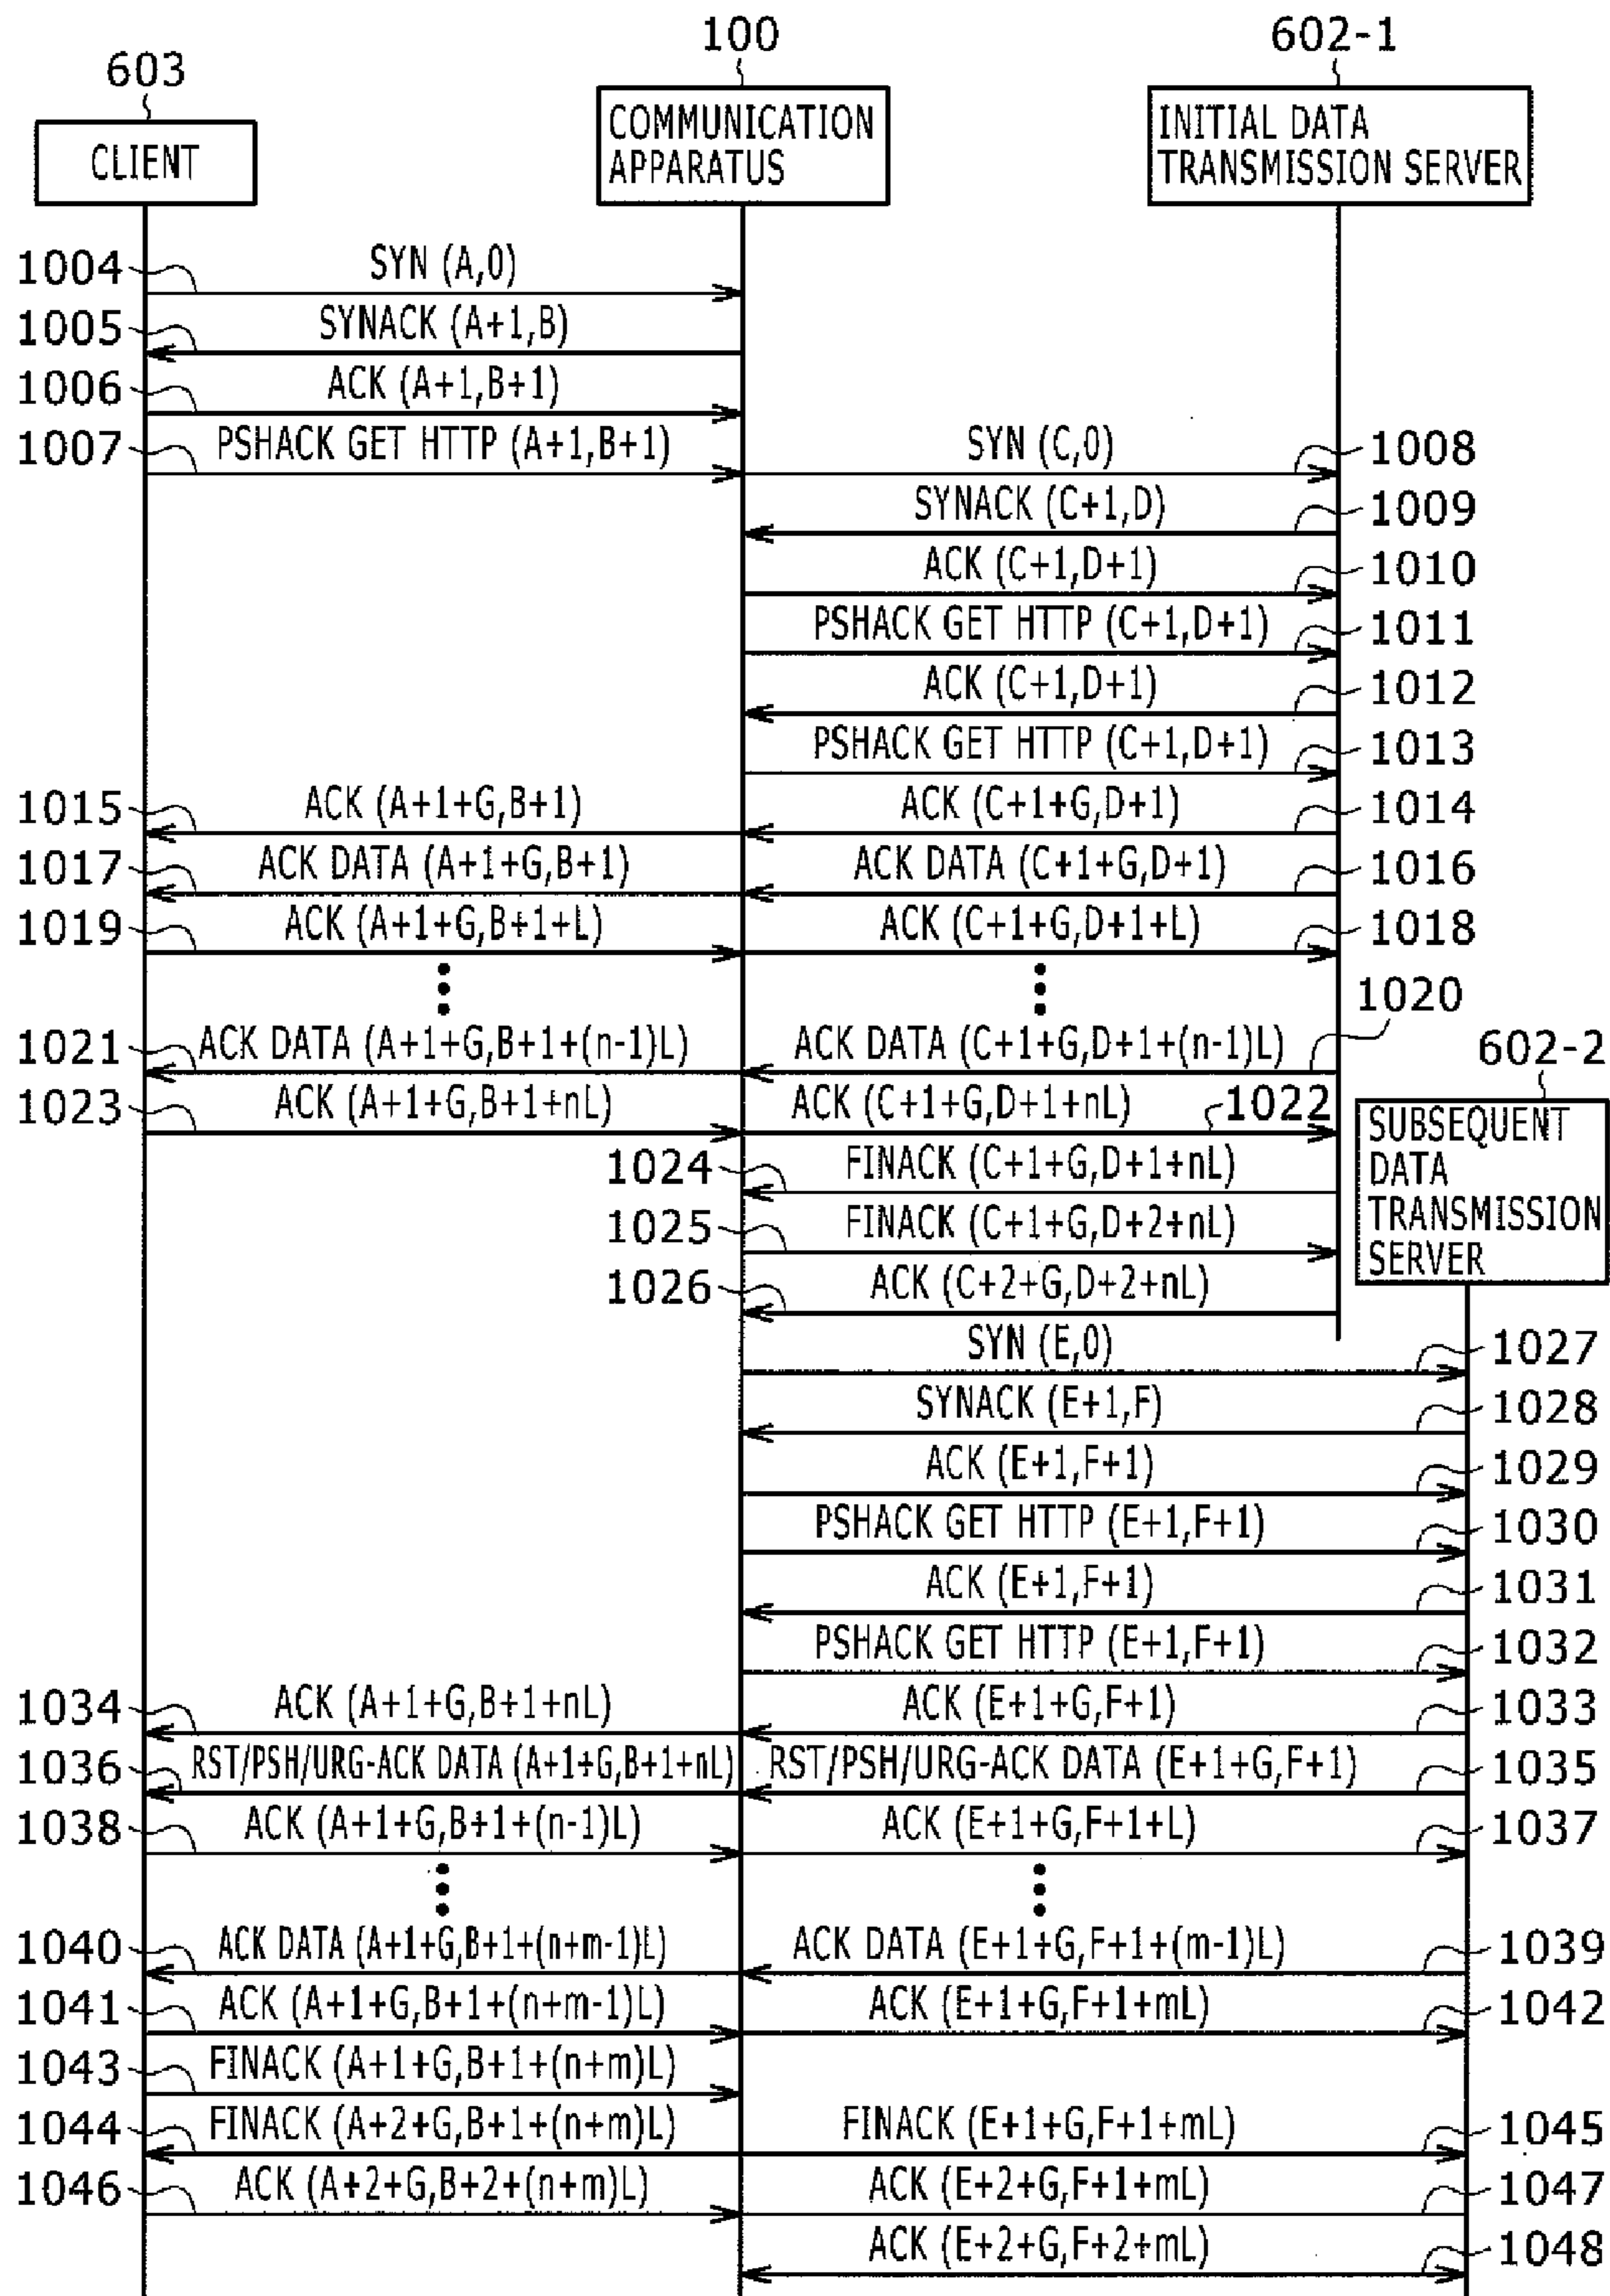 100
602-1
603
CLIENT
COMMUNICATION
APPARATUS
INITIAL DATA
TRANSMISSION SERVER
1004
SYN (A,0)
1005
SYNACK (A+1,B)
1006
ACK (A+1,B+1)
1007
PSHACK GET HTTP (A+1,B+1)
SYN (C,0)
1008
SYNACK (C+1,D)
1009
ACK (C+1,D+1)
1010
PSHACK GET HTTP (C+1,D+1)
1011
ACK (C+1,D+1)
1012
PSHACK GET HTTP (C+1,D+1)
1013
1015
ACK (A+1+G,B+1)
ACK (C+1+G,D+1)
1014
1017
ACK DATA (A+1+G,B+1)
ACK DATA (C+1+G,D+1)
1016
1019
ACK (A+1+G,B+1+L)
ACK (C+1+G,D+1+L)
1018
1020
1021
ACK DATA (A+1+G,B+1+(n-1)L)
ACK DATA (C+1+G,D+1+(n-1)L)
602-2
1023
ACK (A+1+G,B+1+nL)
ACK (C+1+G,D+1+nL)
1022
SUBSEQUENT
DATA
TRANSMISSION
SERVER
1024
FINACK (C+1+G,D+1+nL)
1025
FINACK (C+1+G,D+2+nL)
1026
ACK (C+2+G,D+2+nL)
SYN (E,0)
1027
SYNACK (E+1,F)
1028
ACK (E+1,F+1)
1029
PSHACK GET HTTP (E+1,F+1)
1030
ACK (E+1,F+1)
1031
PSHACK GET HTTP (E+1,F+1)
1032
1034
ACK (A+1+G,B+1+nL)
ACK (E+1+G,F+1)
1033
1036
RST/PSH/URG-ACK DATA (A+1+G,B+1+nL)
RST/PSH/URG-ACK DATA (E+1+G,F+1)
1035
1038
ACK (A+1+G,B+1+(n-1)L)
ACK (E+1+G,F+1+L)
1037
1040
ACK DATA (A+1+G,B+1+(n+m-1)L)
ACK DATA (E+1+G,F+1+(m-1)L)
1039
1041
ACK (A+1+G,B+1+(n+m-1)L)
ACK (E+1+G,F+1+mL)
1042
1043
FINACK (A+1+G,B+1+(n+m)L)
1044
FINACK (A+2+G,B+1+(n+m)L)
FINACK (E+1+G,F+1+mL)
1045
1046
ACK (A+2+G,B+2+(n+m)L)
ACK (E+2+G,F+1+mL)
1047
ACK (E+2+G,F+2+mL)
1048